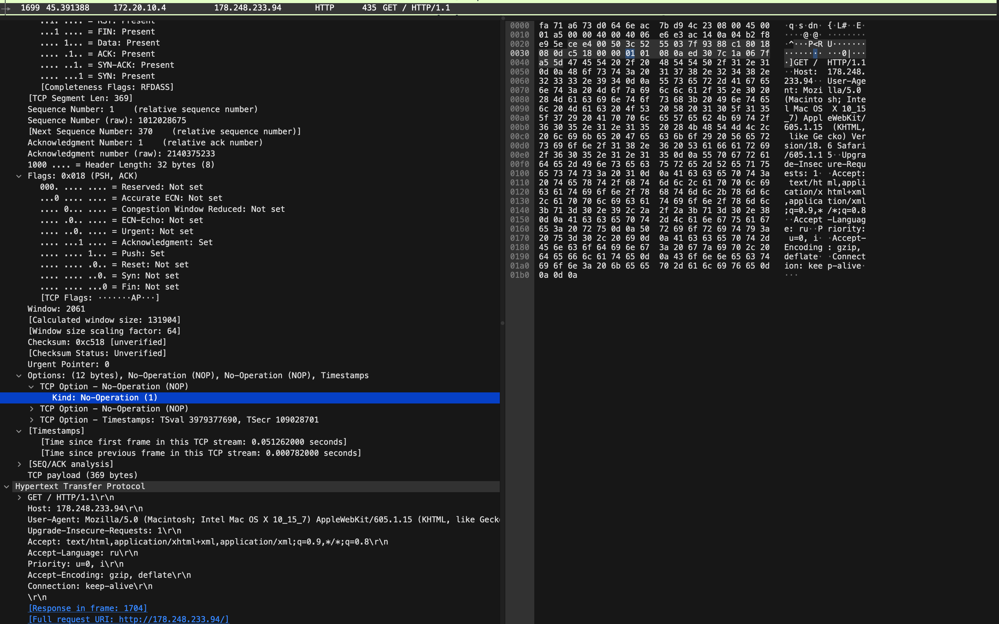 1699 45.391388 172.20.10.4 178.248.233.94 HTTP 435 GET / HTTP/1.1
..1. .... = RST: Present
...1 .... = FIN: Present
.... 1... = Data: Present
.... .1.. = ACK: Present
.... ..1. = SYN-ACK: Present
.... ...1 = SYN: Present
[Completeness Flags: RFDASS]
[TCP Segment Len: 369]
Sequence Number: 1    (relative sequence number)
Sequence Number (raw): 1012028675
[Next Sequence Number: 370    (relative sequence number)]
Acknowledgment Number: 1    (relative ack number)
Acknowledgment number (raw): 2140375233
1000 .... = Header Length: 32 bytes (8)
Flags: 0x018 (PSH, ACK)
000. .... .... = Reserved: Not set
...0 .... .... = Accurate ECN: Not set
.... 0... .... = Congestion Window Reduced: Not set
.... .0.. .... = ECN-Echo: Not set
.... ..0. .... = Urgent: Not set
.... ...1 .... = Acknowledgment: Set
.... .... 1... = Push: Set
.... .... .0.. = Reset: Not set
.... .... ..0. = Syn: Not set
.... .... ...0 = Fin: Not set
[TCP Flags: ·······AP···]
Window: 2061
[Calculated window size: 131904]
[Window size scaling factor: 64]
Checksum: 0xc518 [unverified]
[Checksum Status: Unverified]
Urgent Pointer: 0
Options: (12 bytes), No-Operation (NOP), No-Operation (NOP), Timestamps
TCP Option - No-Operation (NOP)
Kind: No-Operation (1)
TCP Option - No-Operation (NOP)
TCP Option - Timestamps: TSval 3979377690, TSecr 109028701
[Timestamps]
[Time since first frame in this TCP stream: 0.051262000 seconds]
[Time since previous frame in this TCP stream: 0.000782000 seconds]
[SEQ/ACK analysis]
TCP payload (369 bytes)
Hypertext Transfer Protocol
GET / HTTP/1.1\r\n
Host: 178.248.233.94\r\n
User-Agent: Mozilla/5.0 (Macintosh; Intel Mac OS X 10_15_7) AppleWebKit/605.1.15 (KHTML, like Geck
Upgrade-Insecure-Requests: 1\r\n
Accept: text/html,application/xhtml+xml,application/xml;q=0.9,*/*;q=0.8\r\n
Accept-Language: ru\r\n
Priority: u=0, i\r\n
Accept-Encoding: gzip, deflate\r\n
Connection: keep-alive\r\n
\r\n
[Response in frame: 1704]
[Full request URI: http://178.248.233.94/]
0000 fa 71 a6 73 d0 64 6e ac 7b d9 4c 23 08 00 45 00 ·q·s·dn· {·L#··E·
0010 01 a5 00 00 40 00 40 06 e6 e3 ac 14 0a 04 b2 f8 ····@·@· ········
0020 e9 5e ce e4 00 50 3c 52 55 03 7f 93 88 c1 80 18 ·^···P<R U·······
0030 08 0d c5 18 00 00 01 01 08 0a ed 30 7c 1a 06 7f ········ ···0|···
0040 a5 5d 47 45 54 20 2f 20 48 54 54 50 2f 31 2e 31 ·]GET / HTTP/1.1
0050 0d 0a 48 6f 73 74 3a 20 31 37 38 2e 32 34 38 2e ··Host: 178.248.
0060 32 33 33 2e 39 34 0d 0a 55 73 65 72 2d 41 67 65 233.94·· User-Age
0070 6e 74 3a 20 4d 6f 7a 69 6c 6c 61 2f 35 2e 30 20 nt: Mozi lla/5.0
0080 28 4d 61 63 69 6e 74 6f 73 68 3b 20 49 6e 74 65 (Macinto sh; Inte
0090 6c 20 4d 61 63 20 4f 53 20 58 20 31 30 5f 31 35 l Mac OS X 10_15
00a0 5f 37 29 20 41 70 70 6c 65 57 65 62 4b 69 74 2f _7) Appl eWebKit/
00b0 36 30 35 2e 31 2e 31 35 20 28 4b 48 54 4d 4c 2c 605.1.15 (KHTML,
00c0 20 6c 69 6b 65 20 47 65 63 6b 6f 29 20 56 65 72 like Ge cko) Ver
00d0 73 69 6f 6e 2f 31 38 2e 36 20 53 61 66 61 72 69 sion/18. 6 Safari
00e0 2f 36 30 35 2e 31 2e 31 35 0d 0a 55 70 67 72 61 /605.1.1 5··Upgra
00f0 64 65 2d 49 6e 73 65 63 75 72 65 2d 52 65 71 75 de-Insec ure-Requ
0100 65 73 74 73 3a 20 31 0d 0a 41 63 63 65 70 74 3a ests: 1· ·Accept:
0110 20 74 65 78 74 2f 68 74 6d 6c 2c 61 70 70 6c 69 text/ht ml,appli
0120 63 61 74 69 6f 6e 2f 78 68 74 6d 6c 2b 78 6d 6c cation/x html+xml
0130 2c 61 70 70 6c 69 63 61 74 69 6f 6e 2f 78 6d 6c ,applica tion/xml
0140 3b 71 3d 30 2e 39 2c 2a 2f 2a 3b 71 3d 30 2e 38 ;q=0.9,* /*;q=0.8
0150 0d 0a 41 63 63 65 70 74 2d 4c 61 6e 67 75 61 67 ··Accept -Languag
0160 65 3a 20 72 75 0d 0a 50 72 69 6f 72 69 74 79 3a e: ru··P riority:
0170 20 75 3d 30 2c 20 69 0d 0a 41 63 63 65 70 74 2d u=0, i· ·Accept-
0180 45 6e 63 6f 64 69 6e 67 3a 20 67 7a 69 70 2c 20 Encoding : gzip,
0190 64 65 66 6c 61 74 65 0d 0a 43 6f 6e 6e 65 63 74 deflate· ·Connect
01a0 69 6f 6e 3a 20 6b 65 65 70 2d 61 6c 69 76 65 0d ion: kee p-alive·
01b0 0a 0d 0a ···